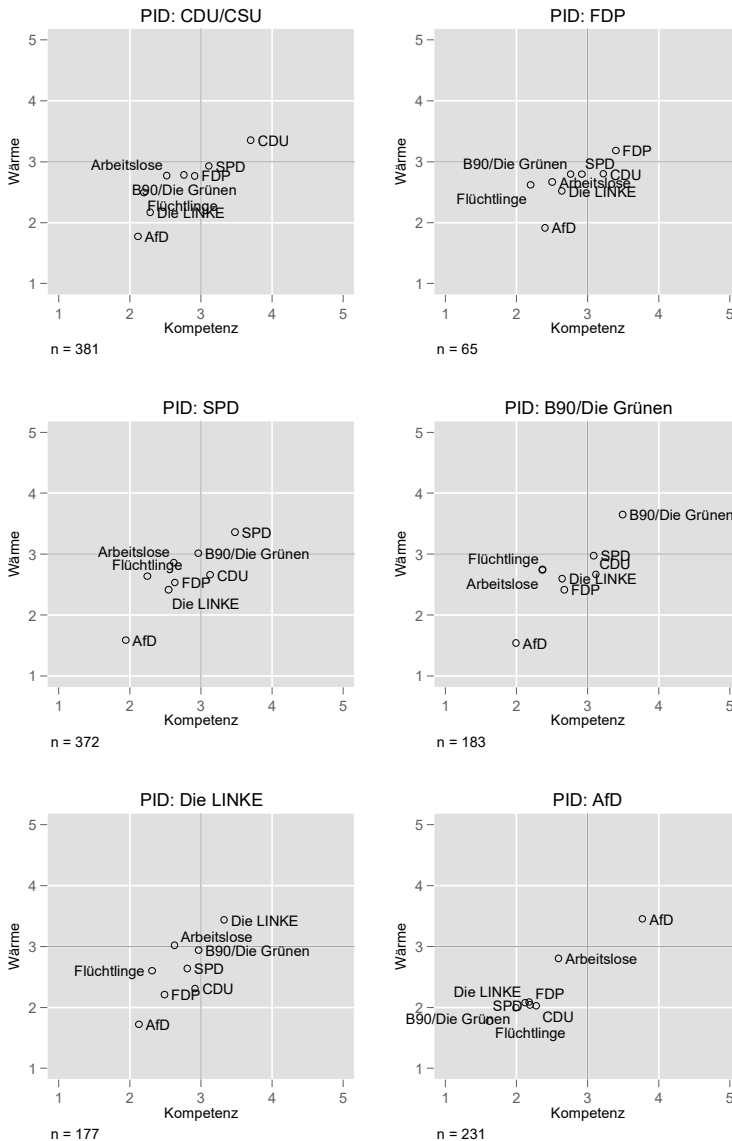 PID: CDU/CSU
5
4
3
2
1
Wärme
CDU
SPD
FDP
Arbeitslose
B90/Die Grünen
Flüchtlinge
Die LINKE
AfD
1 2 3 4 5
Kompetenz
n = 381
PID: FDP
5
4
3
2
1
Wärme
FDP
B90/Die Grünen
SPD
CDU
Arbeitslose
Die LINKE
Flüchtlinge
AfD
1 2 3 4 5
Kompetenz
n = 65
PID: SPD
5
4
3
2
1
Wärme
SPD
Arbeitslose
B90/Die Grünen
Flüchtlinge
CDU
FDP
Die LINKE
AfD
1 2 3 4 5
Kompetenz
n = 372
PID: B90/Die Grünen
5
4
3
2
1
Wärme
B90/Die Grünen
Flüchtlinge
SPD
CDU
Arbeitslose
Die LINKE
FDP
AfD
1 2 3 4 5
Kompetenz
n = 183
PID: Die LINKE
5
4
3
2
1
Wärme
Die LINKE
Arbeitslose
B90/Die Grünen
Flüchtlinge
SPD
CDU
FDP
AfD
1 2 3 4 5
Kompetenz
n = 177
PID: AfD
5
4
3
2
1
Wärme
AfD
Arbeitslose
Die LINKE
FDP
SPD
CDU
B90/Die Grünen
Flüchtlinge
1 2 3 4 5
Kompetenz
n = 231